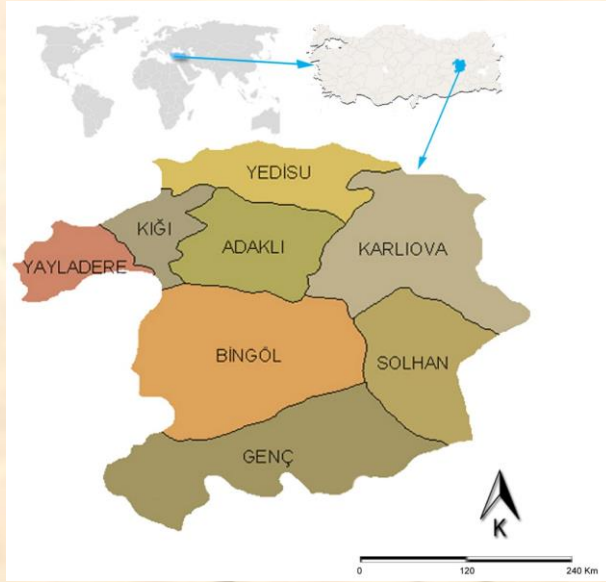 YEDİSU
KIĞI
ADAKLI
KARLIOVA
YAYLADERE
BİNGÖL
SOLHAN
GENÇ
K
0 120 240 Km